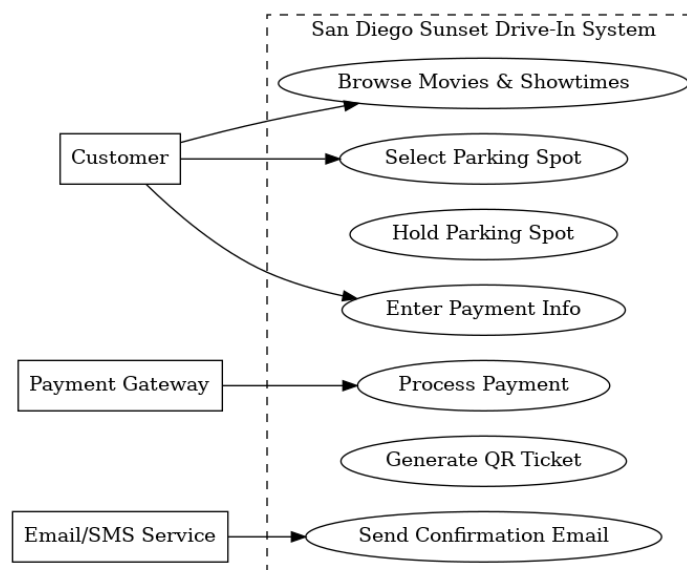 San Diego Sunset Drive-In System
Browse Movies & Showtimes
Customer
Select Parking Spot
Hold Parking Spot
Enter Payment Info
Payment Gateway
Process Payment
Generate QR Ticket
Email/SMS Service
Send Confirmation Email